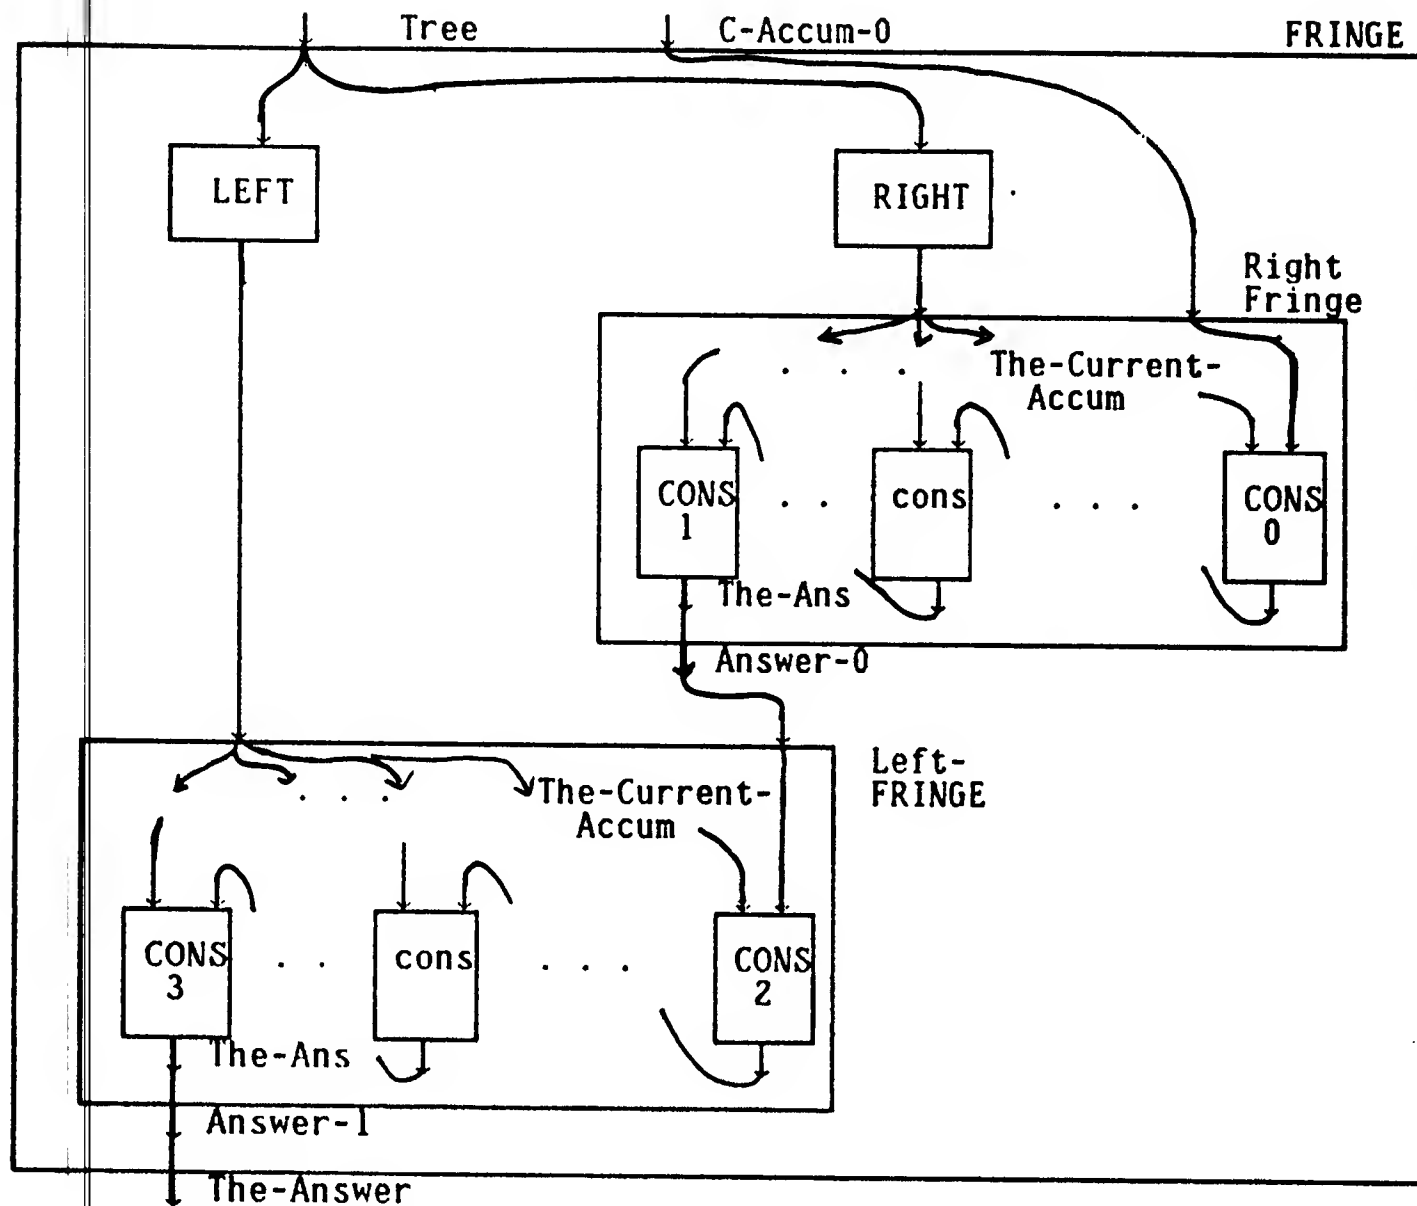 Tree
C-Accum-0
FRINGE
LEFT
RIGHT
Right
Fringe
. . .
The-Current-
Accum
CONS
1
. .
cons
. . .
CONS
0
The-Ans
Answer-0
Left-
FRINGE
. . .
The-Current-
Accum
CONS
3
. .
cons
. . .
CONS
2
The-Ans
Answer-1
The-Answer